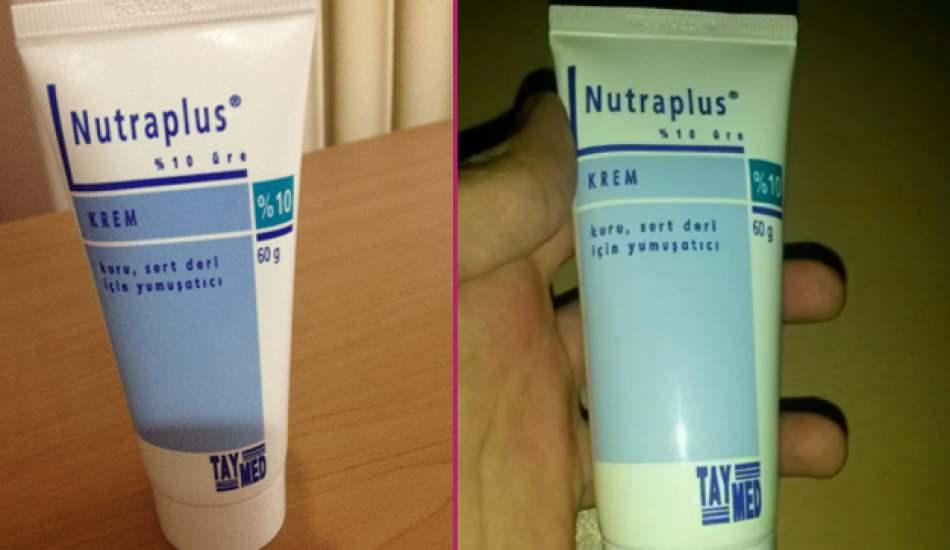 Nutraplus®
%10 üre
KREM
%10
60 g
kuru, sert deri
için yumuşatıcı
TAY
MED
Nutraplus®
%10 üre
KREM
%10
60 g
kuru, sert deri
için yumuşatıcı
TAY
MED